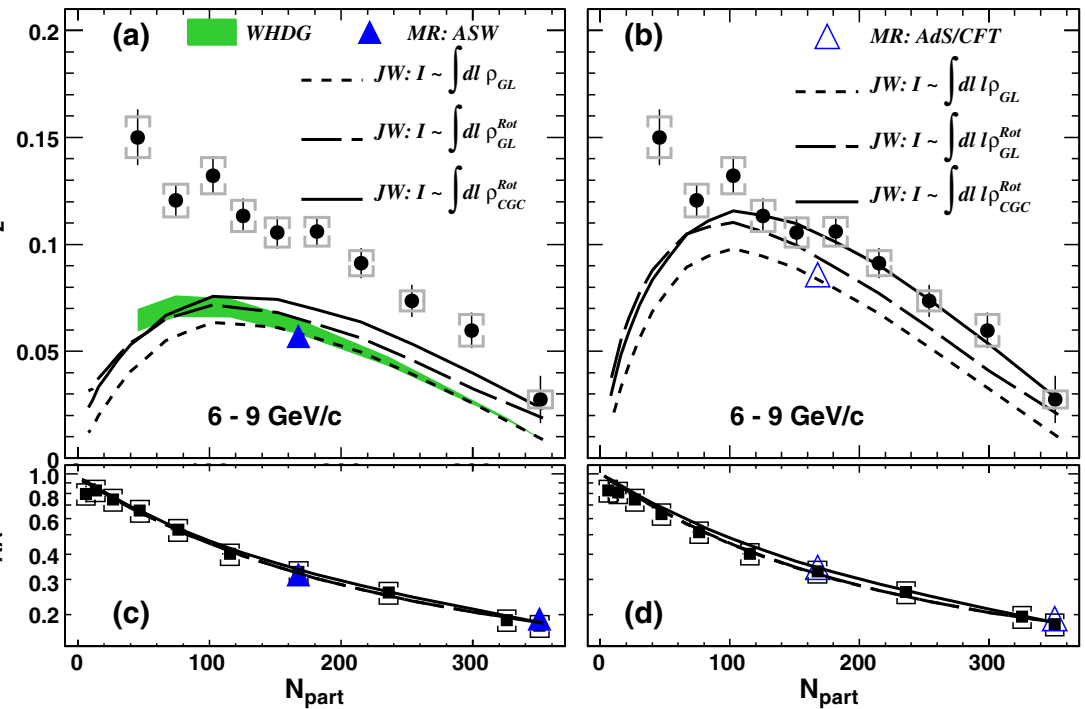 (a) WHDG MR: ASW
JW: I ~ ∫dl ρ_GL
JW: I ~ ∫dl ρ_GL^Rot
JW: I ~ ∫dl ρ_CGC^Rot
6 - 9 GeV/c
0.2
0.15
0.1
0.05
0
(b) MR: AdS/CFT
JW: I ~ ∫dl lρ_GL
JW: I ~ ∫dl lρ_GL^Rot
JW: I ~ ∫dl lρ_CGC^Rot
6 - 9 GeV/c
1.0
0.8
0.6
0.4
0.3
0.2
(c)
(d)
0 100 200 300
N_part
0 100 200 300
N_part